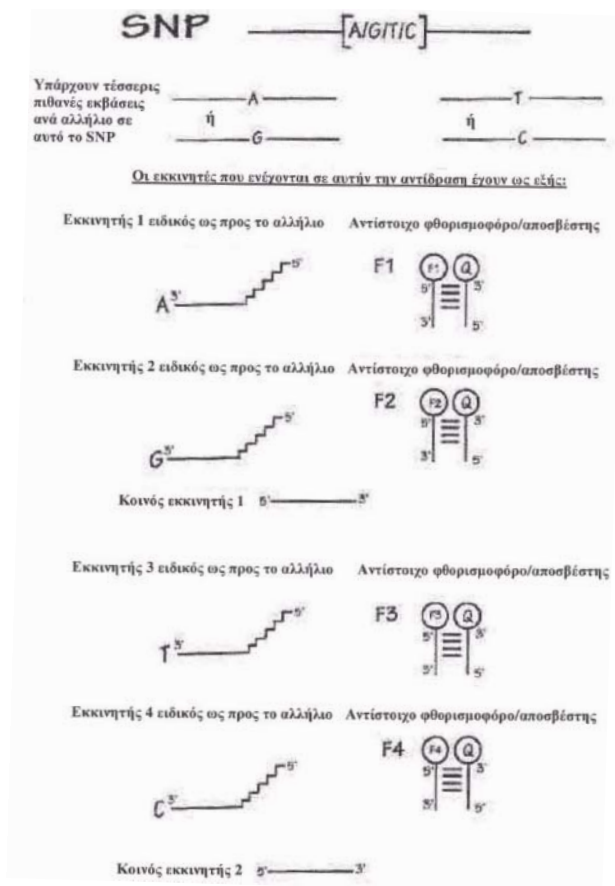 SNP [A/G/T/C]
Υπάρχουν τέσσερις
πιθανές εκβάσεις
ανά αλλήλιο σε
αυτό το SNP
A T
ή ή
G C
Οι εκκινητές που ενέχονται σε αυτήν την αντίδραση έχουν ως εξής:
Εκκινητής 1 ειδικός ως προς το αλλήλιο Αντίστοιχο φθορισμοφόρο/αποσβέστης
5' F1 F1 Q
A 3' 5' 3'
3' 5'
Εκκινητής 2 ειδικός ως προς το αλλήλιο Αντίστοιχο φθορισμοφόρο/αποσβέστης
5' F2 F2 Q
G 3' 5' 3'
3' 5'
Κοινός εκκινητής 1 5' 3'
Εκκινητής 3 ειδικός ως προς το αλλήλιο Αντίστοιχο φθορισμοφόρο/αποσβέστης
5' F3 F3 Q
T 3' 5' 3'
5' 5'
Εκκινητής 4 ειδικός ως προς το αλλήλιο Αντίστοιχο φθορισμοφόρο/αποσβέστης
5' F4 F4 Q
C 3' 5' 3'
3' 5'
Κοινός εκκινητής 2 5' 3'